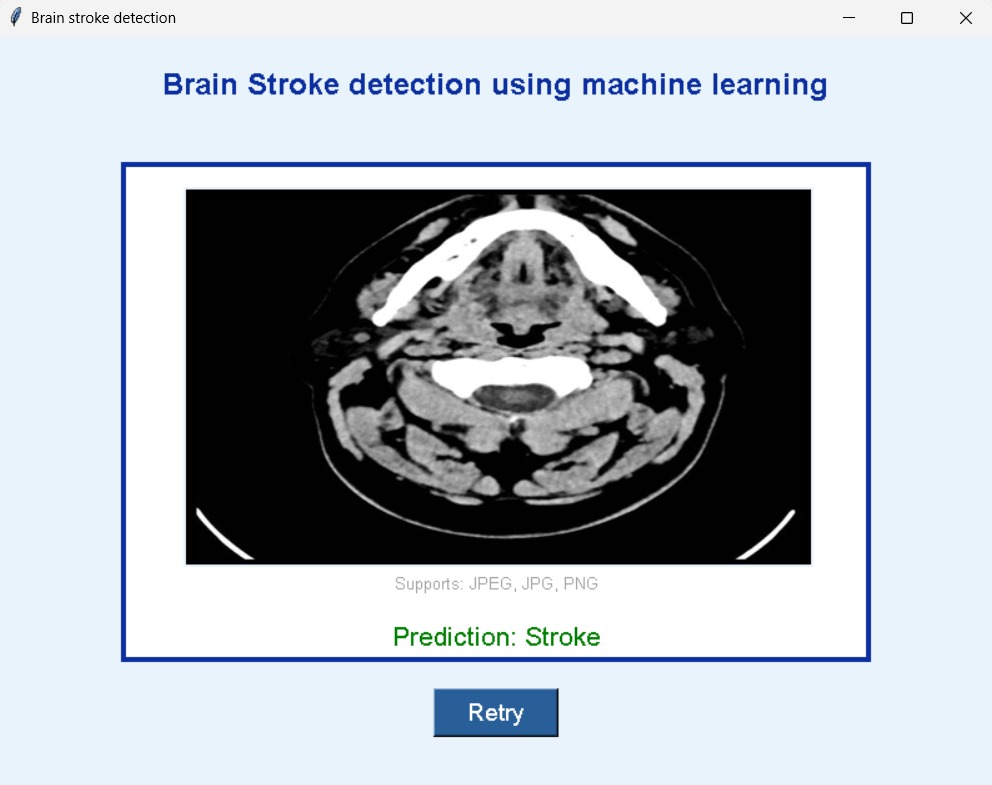 Brain stroke detection
Brain Stroke detection using machine learning
Supports: JPEG, JPG, PNG
Prediction: Stroke
Retry